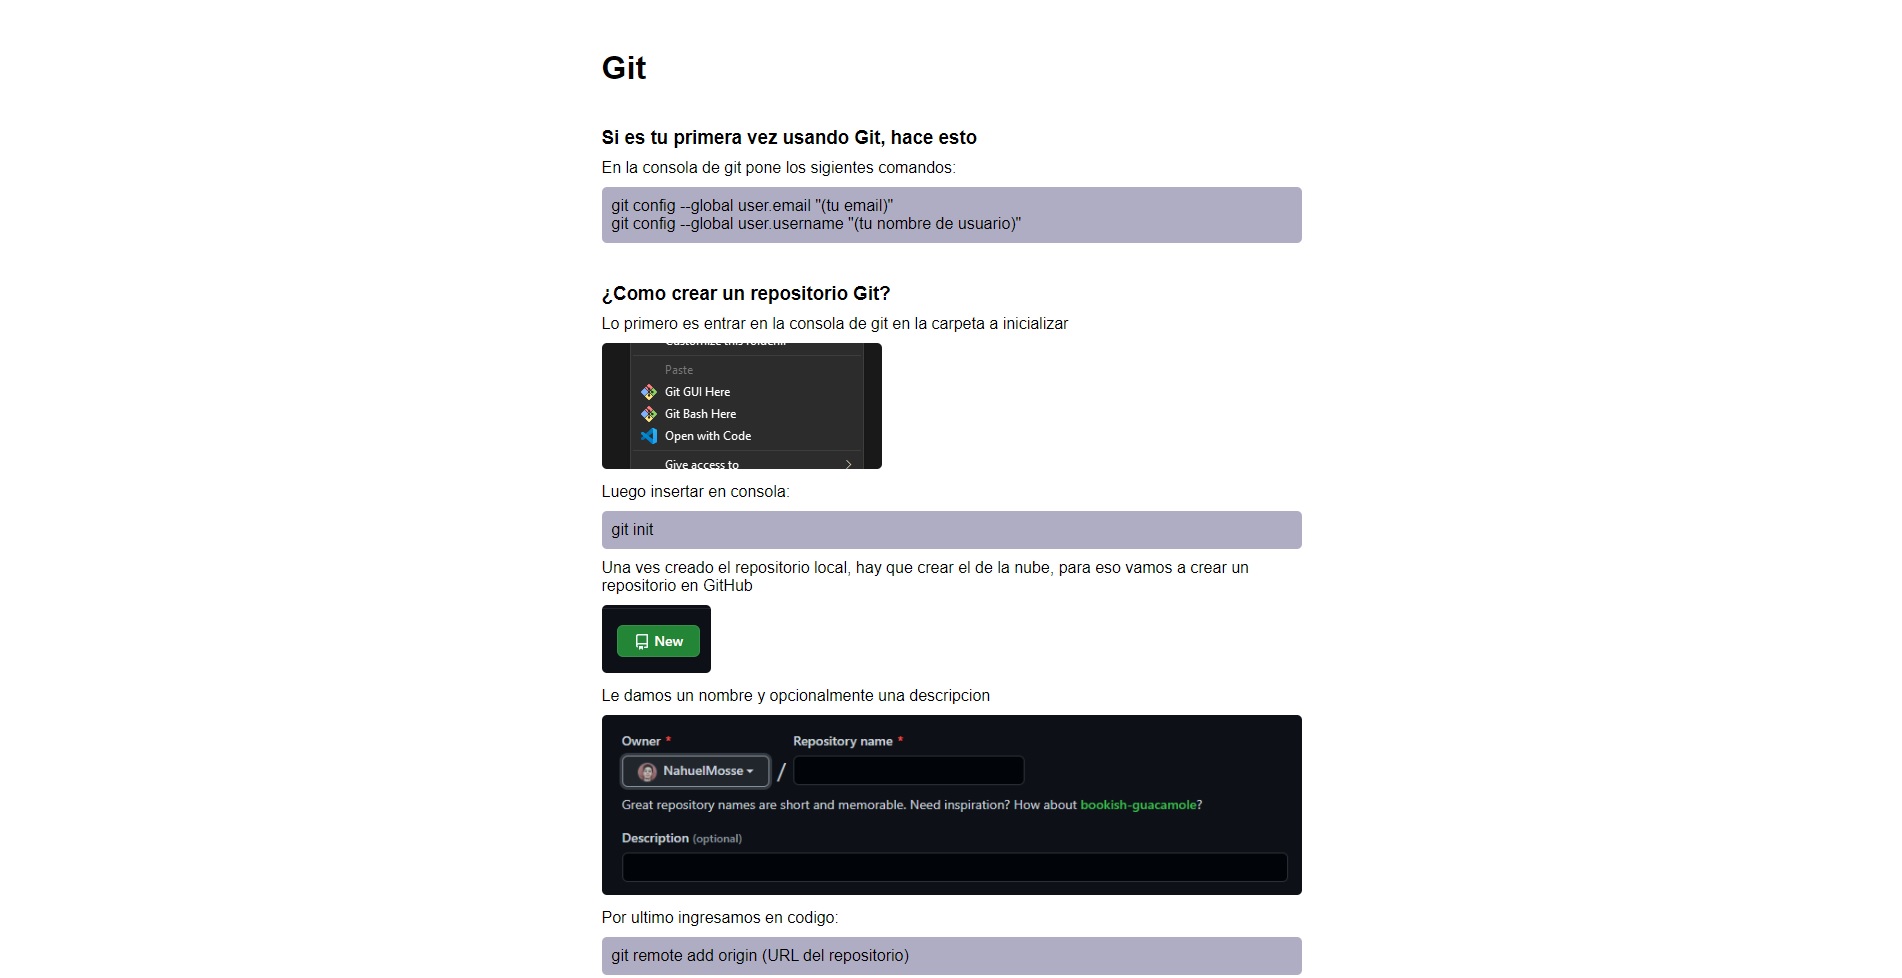 Git
Si es tu primera vez usando Git, hace esto
En la consola de git pone los sigientes comandos:
git config --global user.email "(tu email)"
git config --global user.username "(tu nombre de usuario)"
¿Como crear un repositorio Git?
Lo primero es entrar en la consola de git en la carpeta a inicializar
Customize this folder...
Paste
Git GUI Here
Git Bash Here
Open with Code
Give access to
Luego insertar en consola:
git init
Una ves creado el repositorio local, hay que crear el de la nube, para eso vamos a crear un
repositorio en GitHub
New
Le damos un nombre y opcionalmente una descripcion
Owner * Repository name *
NahuelMosse /
Great repository names are short and memorable. Need inspiration? How about bookish-guacamole?
Description (optional)
Por ultimo ingresamos en codigo:
git remote add origin (URL del repositorio)